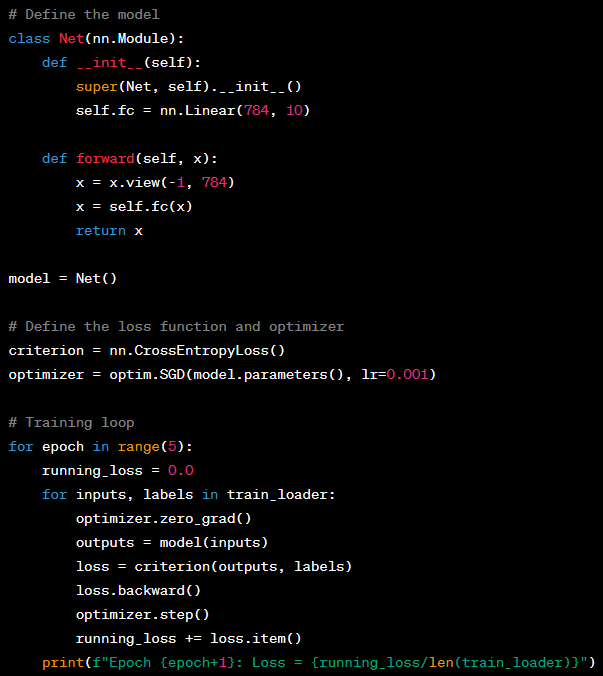 # Define the model
class Net(nn.Module):
    def __init__(self):
        super(Net, self).__init__()
        self.fc = nn.Linear(784, 10)

    def forward(self, x):
        x = x.view(-1, 784)
        x = self.fc(x)
        return x

model = Net()

# Define the loss function and optimizer
criterion = nn.CrossEntropyLoss()
optimizer = optim.SGD(model.parameters(), lr=0.001)

# Training loop
for epoch in range(5):
    running_loss = 0.0
    for inputs, labels in train_loader:
        optimizer.zero_grad()
        outputs = model(inputs)
        loss = criterion(outputs, labels)
        loss.backward()
        optimizer.step()
        running_loss += loss.item()
    print(f"Epoch {epoch+1}: Loss = {running_loss/len(train_loader)}")